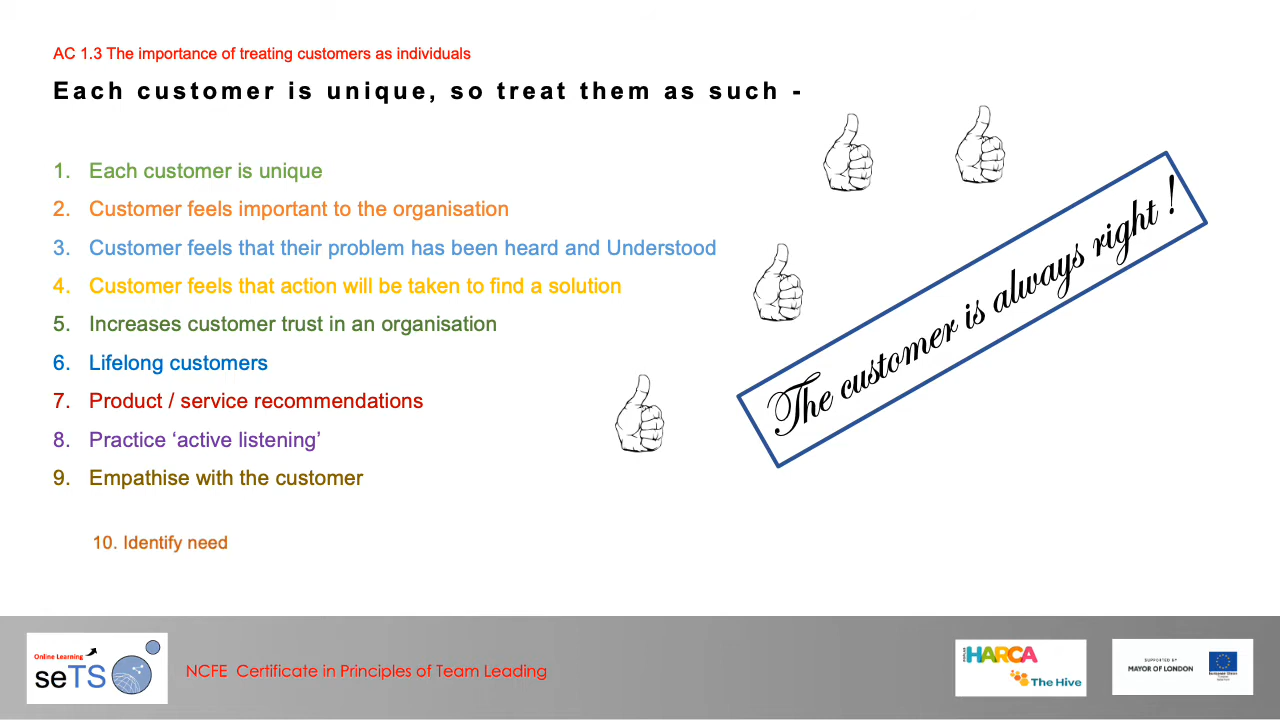 AC 1.3 The importance of treating customers as individuals
Each customer is unique, so treat them as such -
1. Each customer is unique
2. Customer feels important to the organisation
3. Customer feels that their problem has been heard and Understood
4. Customer feels that action will be taken to find a solution
5. Increases customer trust in an organisation
6. Lifelong customers
7. Product / service recommendations
8. Practice ‘active listening’
9. Empathise with the customer
10. Identify need
The customer is always right !
Online Learning
seTS
NCFE Certificate in Principles of Team Leading
POPLAR HARCA
The Hive
SUPPORTED BY
MAYOR OF LONDON
European Union